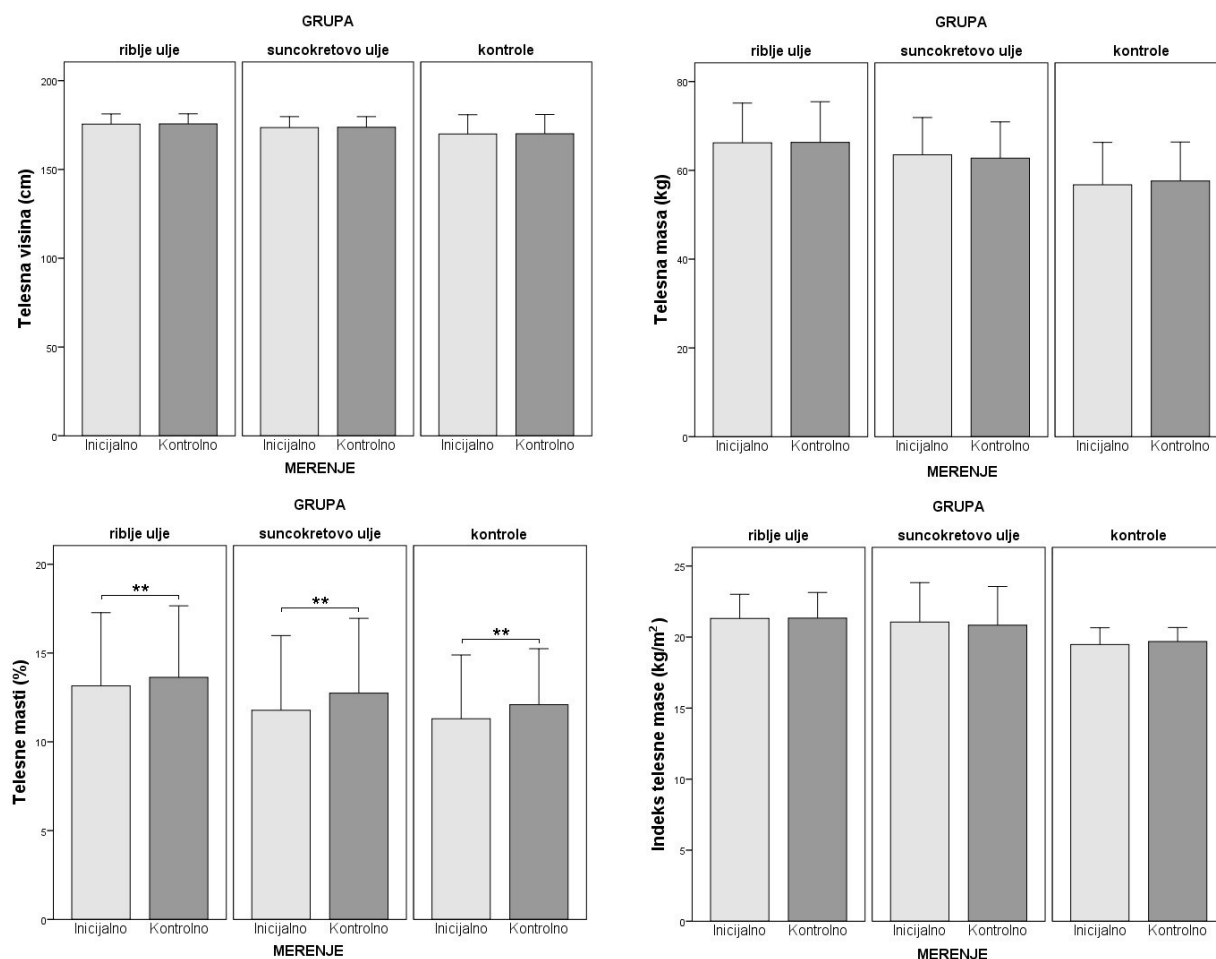 GRUPA
riblje ulje suncokretovo ulje kontrole
Telesna visina (cm)
200
150
100
50
0
Inicijalno Kontrolno Inicijalno Kontrolno Inicijalno Kontrolno
MERENJE
GRUPA
riblje ulje suncokretovo ulje kontrole
Telesna masa (kg)
80
60
40
20
0
Inicijalno Kontrolno Inicijalno Kontrolno Inicijalno Kontrolno
MERENJE
GRUPA
riblje ulje suncokretovo ulje kontrole
Telesne masti (%)
20
15
10
5
0
** ** **
Inicijalno Kontrolno Inicijalno Kontrolno Inicijalno Kontrolno
MERENJE
GRUPA
riblje ulje suncokretovo ulje kontrole
Indeks telesne mase (kg/m²)
25
20
15
10
5
0
Inicijalno Kontrolno Inicijalno Kontrolno Inicijalno Kontrolno
MERENJE